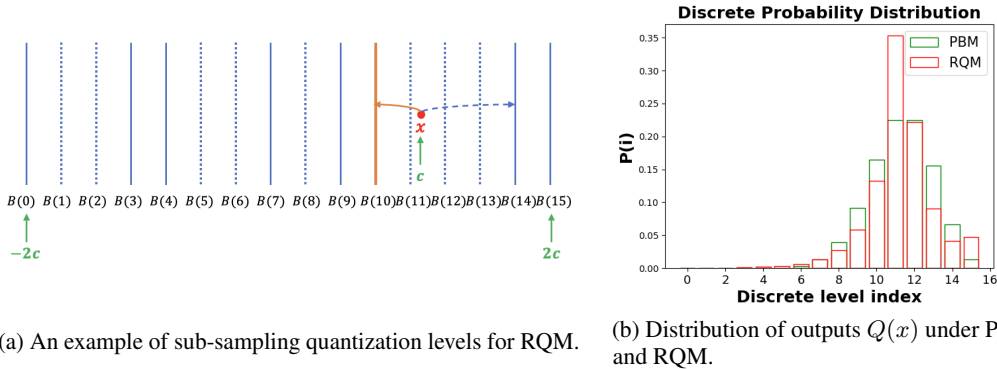 x
c
B(0) B(1) B(2) B(3) B(4) B(5) B(6) B(7) B(8) B(9) B(10) B(11) B(12) B(13) B(14) B(15)
−2c 2c
(a) An example of sub-sampling quantization levels for RQM.
Discrete Probability Distribution
PBM
RQM
P(i)
0.35
0.30
0.25
0.20
0.15
0.10
0.05
0.00
0 2 4 6 8 10 12 14 16
Discrete level index
(b) Distribution of outputs Q(x) under P
and RQM.